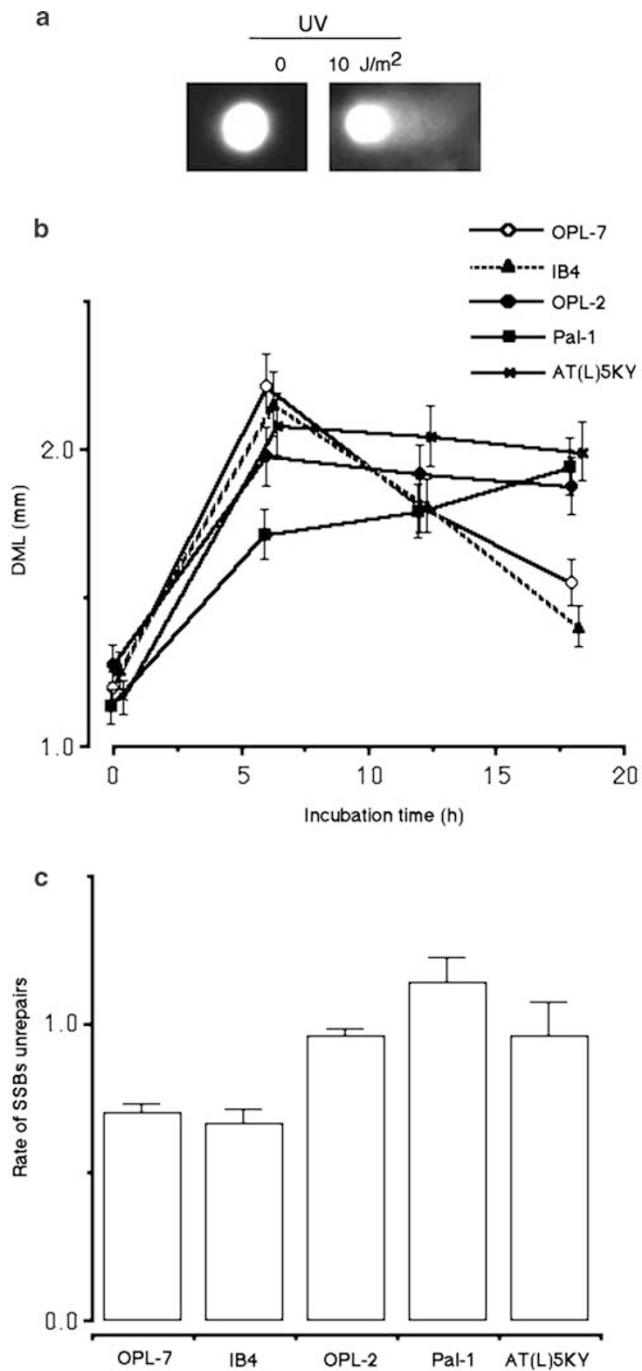 a
UV
0 10 J/m2
b
OPL-7
IB4
OPL-2
Pal-1
AT(L)5KY
2.0
1.0
DML (mm)
0 5 10 15 20
Incubation time (h)
c
1.0
0.0
Rate of SSBs unrepairs
OPL-7 IB4 OPL-2 Pal-1 AT(L)5KY